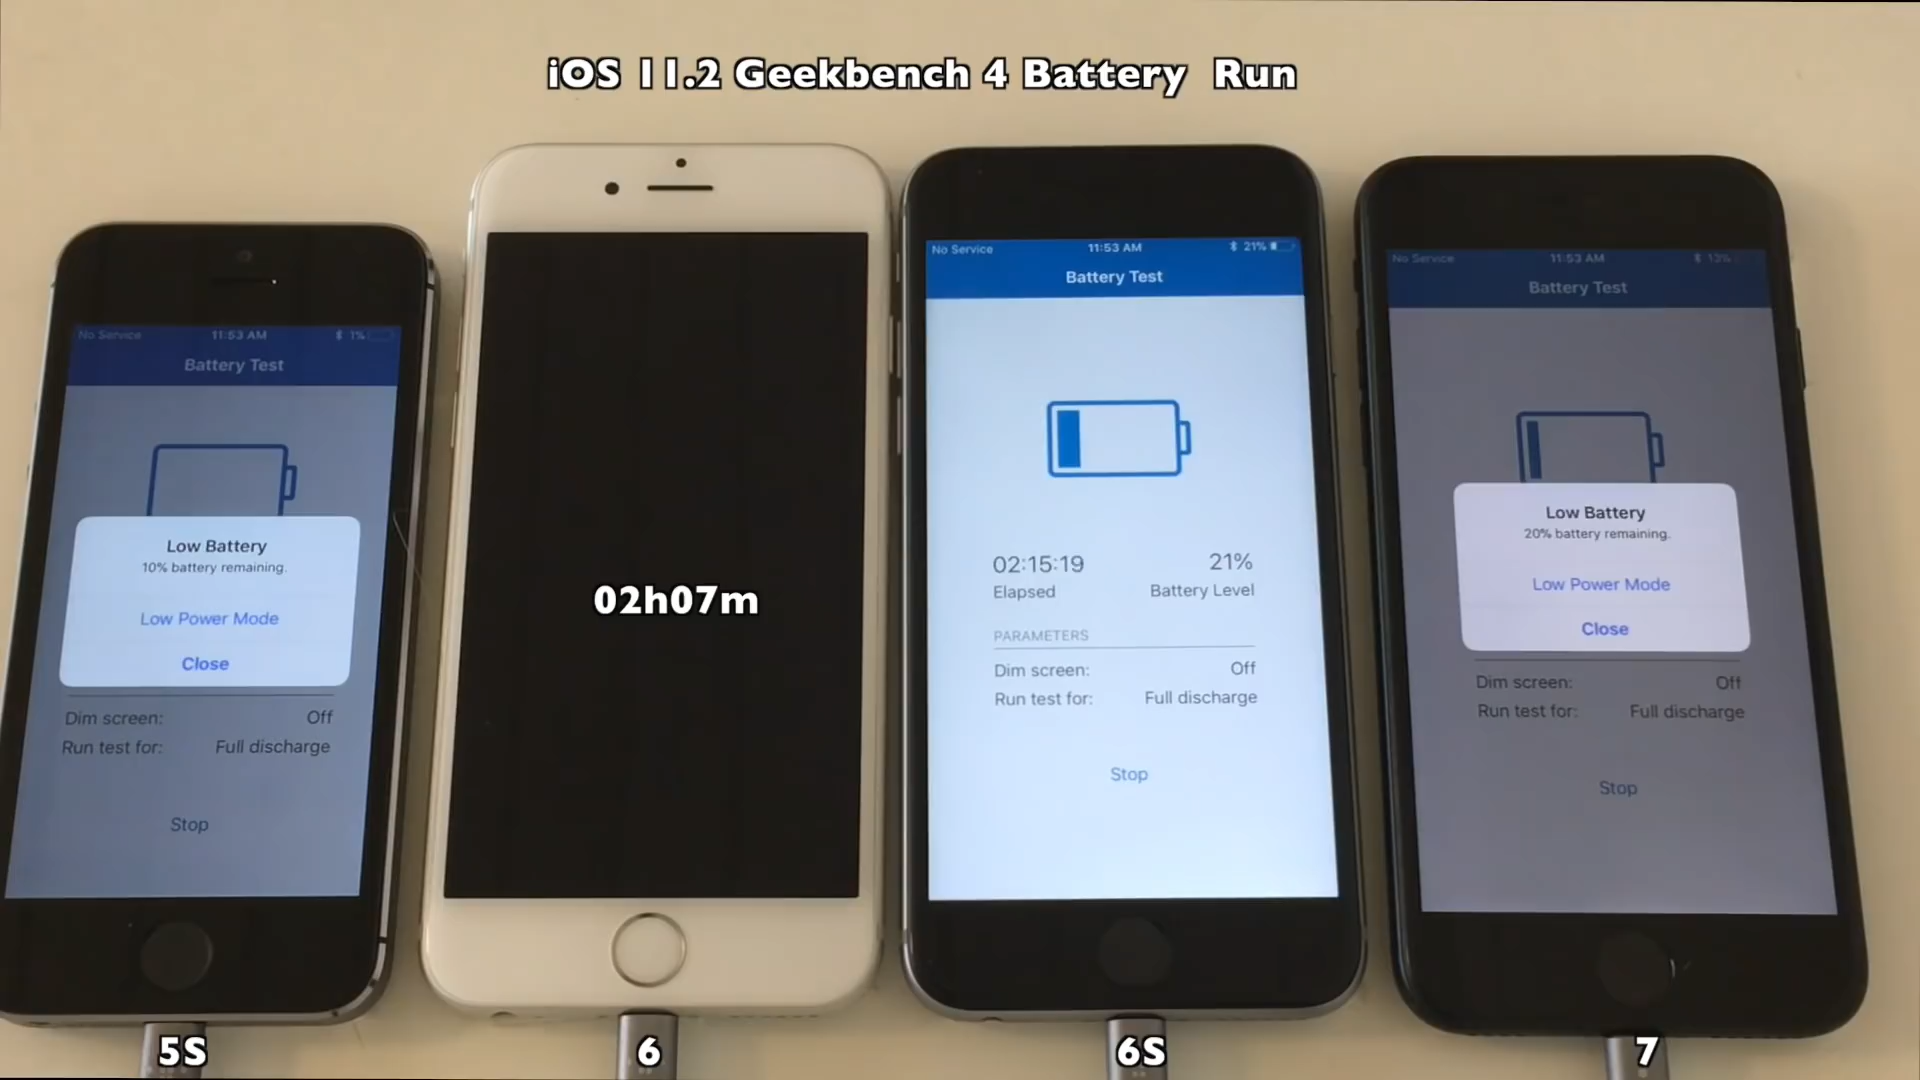 iOS 11.2 Geekbench 4 Battery Run
No Service 11:53 AM 1%
Battery Test
Low Battery
10% battery remaining.
Low Power Mode
Close
Dim screen: Off
Run test for: Full discharge
Stop
5S
02h07m
6
No Service 11:53 AM 21%
Battery Test
02:15:19 21%
Elapsed Battery Level
PARAMETERS
Dim screen: Off
Run test for: Full discharge
Stop
6S
No Service 11:53 AM 13%
Battery Test
Low Battery
20% battery remaining.
Low Power Mode
Close
Dim screen: Off
Run test for: Full discharge
Stop
7